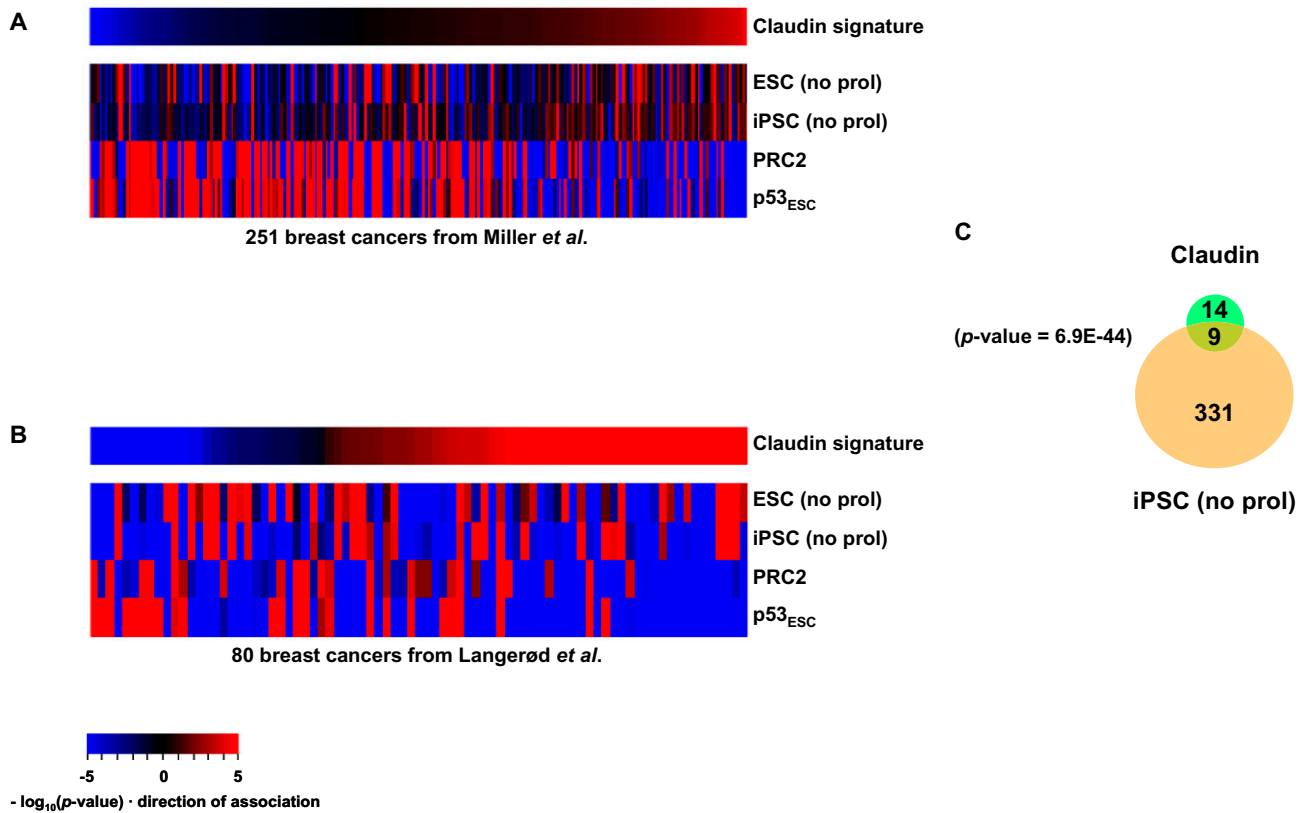 A
Claudin signature
ESC (no prol)
iPSC (no prol)
PRC2
p53ESC
251 breast cancers from Miller et al.
C
Claudin
14
9
(p-value = 6.9E-44)
331
iPSC (no prol)
B
Claudin signature
ESC (no prol)
iPSC (no prol)
PRC2
p53ESC
80 breast cancers from Langerød et al.
-5 0 5
- log10(p-value) · direction of association